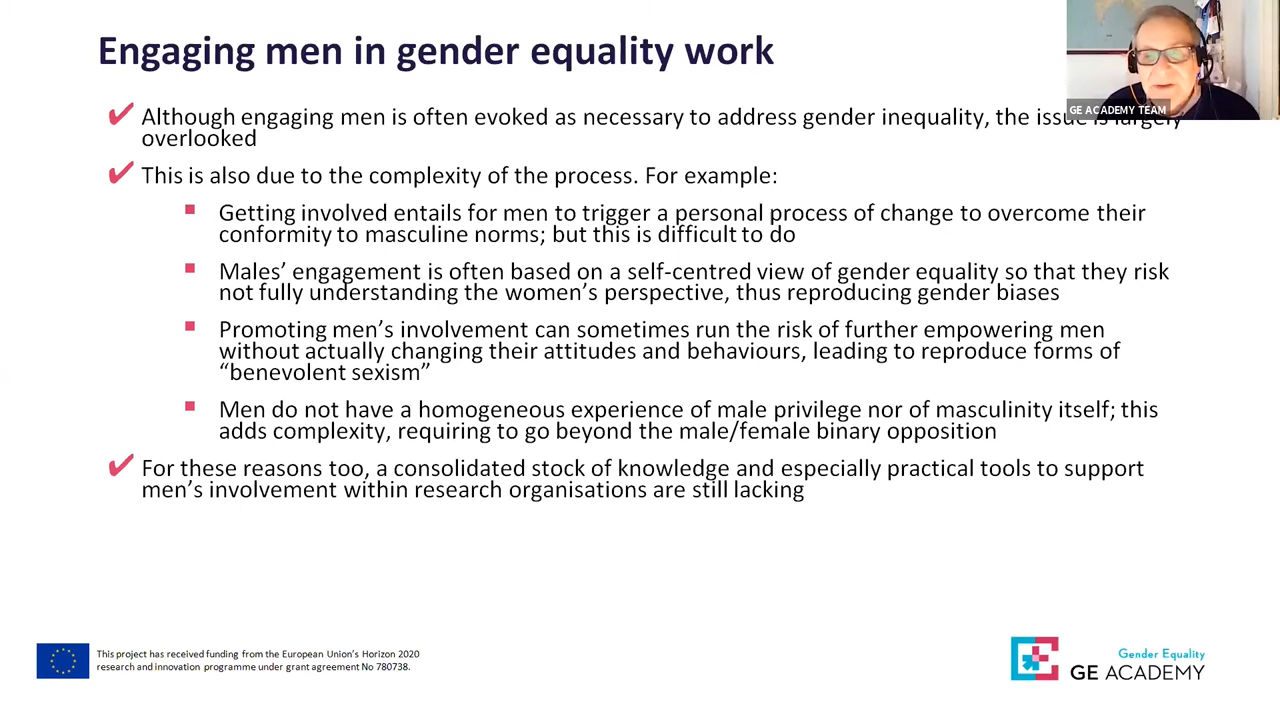 Engaging men in gender equality work
Although engaging men is often evoked as necessary to address gender inequality, the issue is largely
overlooked
This is also due to the complexity of the process. For example:
Getting involved entails for men to trigger a personal process of change to overcome their
conformity to masculine norms; but this is difficult to do
Males’ engagement is often based on a self-centred view of gender equality so that they risk
not fully understanding the women’s perspective, thus reproducing gender biases
Promoting men’s involvement can sometimes run the risk of further empowering men
without actually changing their attitudes and behaviours, leading to reproduce forms of
“benevolent sexism”
Men do not have a homogeneous experience of male privilege nor of masculinity itself; this
adds complexity, requiring to go beyond the male/female binary opposition
For these reasons too, a consolidated stock of knowledge and especially practical tools to support
men’s involvement within research organisations are still lacking
GE ACADEMY TEAM
This project has received funding from the European Union’s Horizon 2020
research and innovation programme under grant agreement No 780738.
Gender Equality
GE ACADEMY